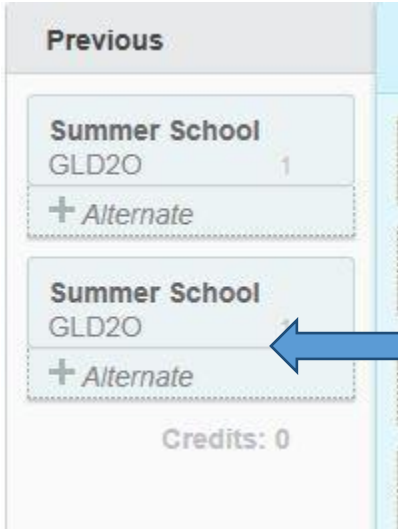 Previous
Summer School
GLD2O 1
+ Alternate
Summer School
GLD2O
+ Alternate
Credits: 0